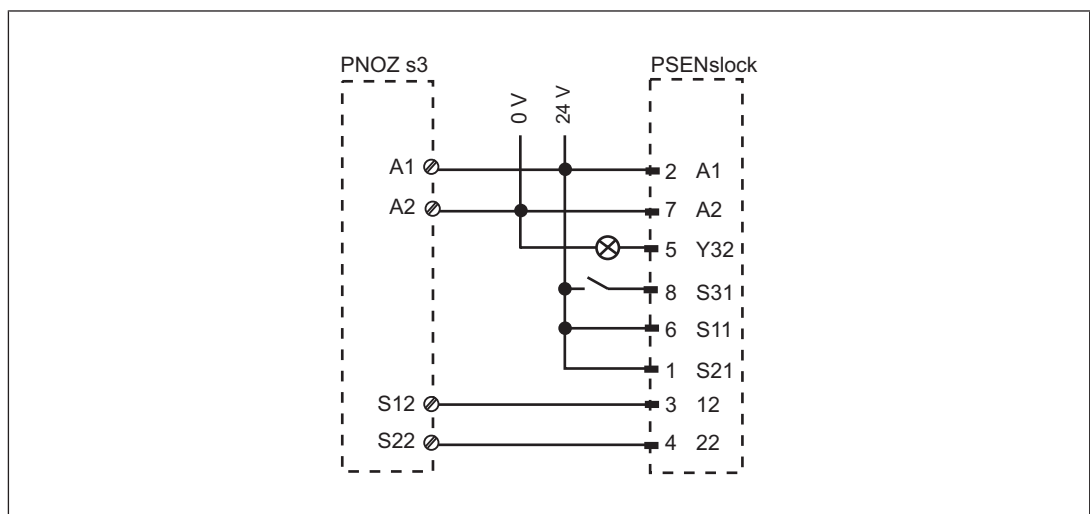 PNOZ s3
PSENslock
0 V
24 V
A1
2 A1
A2
7 A2
5 Y32
8 S31
6 S11
1 S21
S12
3 12
S22
4 22